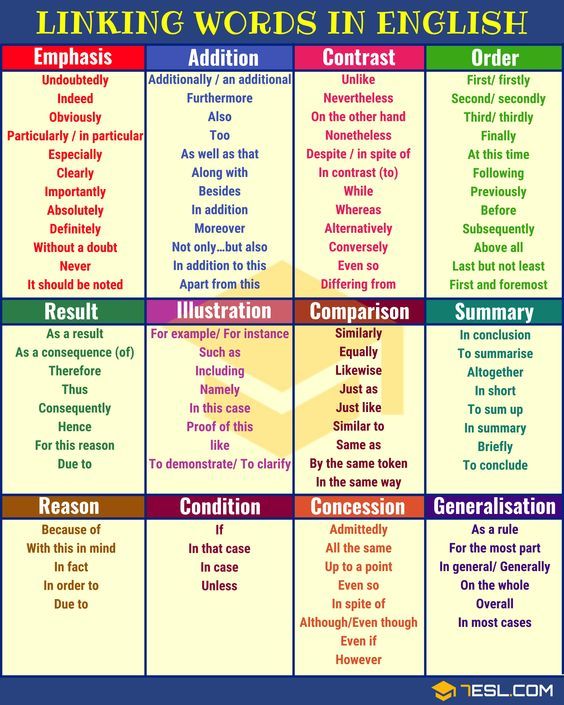 LINKING WORDS IN ENGLISH
Emphasis
Undoubtedly
Indeed
Obviously
Particularly / in particular
Especially
Clearly
Importantly
Absolutely
Definitely
Without a doubt
Never
It should be noted
Addition
Additionally / an additional
Furthermore
Also
Too
As well as that
Along with
Besides
In addition
Moreover
Not only...but also
In addition to this
Apart from this
Contrast
Unlike
Nevertheless
On the other hand
Nonetheless
Despite / in spite of
In contrast (to)
While
Whereas
Alternatively
Conversely
Even so
Differing from
Order
First/ firstly
Second/ secondly
Third/ thirdly
Finally
At this time
Following
Previously
Before
Subsequently
Above all
Last but not least
First and foremost
Result
As a result
As a consequence (of)
Therefore
Thus
Consequently
Hence
For this reason
Due to
Illustration
For example/ For instance
Such as
Including
Namely
In this case
Proof of this
like
To demonstrate/ To clarify
Comparison
Similarly
Equally
Likewise
Just as
Just like
Similar to
Same as
By the same token
In the same way
Summary
In conclusion
To summarise
Altogether
In short
To sum up
In summary
Briefly
To conclude
Reason
Because of
With this in mind
In fact
In order to
Due to
Condition
If
In that case
In case
Unless
Concession
Admittedly
All the same
Up to a point
Even so
In spite of
Although/Even though
Even if
However
Generalisation
As a rule
For the most part
In general/ Generally
On the whole
Overall
In most cases
7ESL.COM